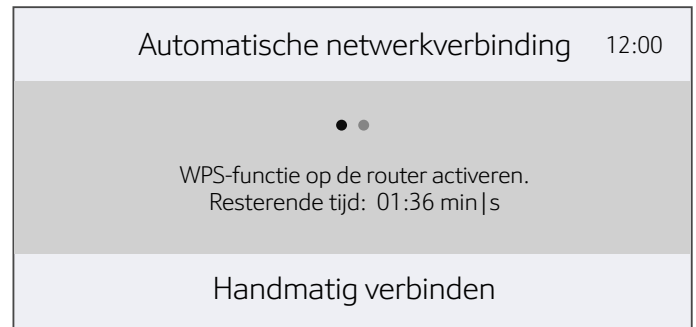 Automatische netwerkverbinding 12:00
WPS-functie op de router activeren.
Resterende tijd: 01:36 min|s
Handmatig verbinden